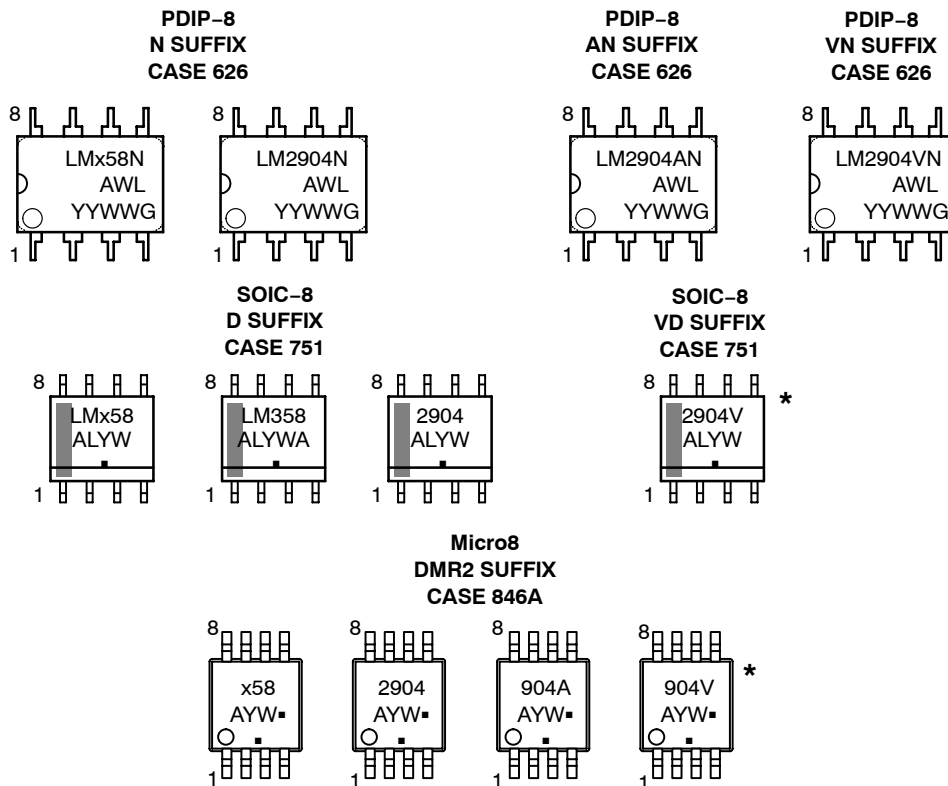 PDIP−8
N SUFFIX
CASE 626
PDIP−8
AN SUFFIX
CASE 626
PDIP−8
VN SUFFIX
CASE 626
8
LMx58N
AWL
YYWWG
1
LM2904N
AWL
YYWWG
8
LM2904AN
AWL
YYWWG
1
8
LM2904VN
AWL
YYWWG
1
SOIC−8
D SUFFIX
CASE 751
SOIC−8
VD SUFFIX
CASE 751
8
LMx58
ALYW
1
8
LM358
ALYWA
1
8
2904
ALYW
1
8
2904V
ALYW
1
*
Micro8
DMR2 SUFFIX
CASE 846A
8
x58
AYW
1
8
2904
AYW
1
8
904A
AYW
1
8
904V
AYW
1
*